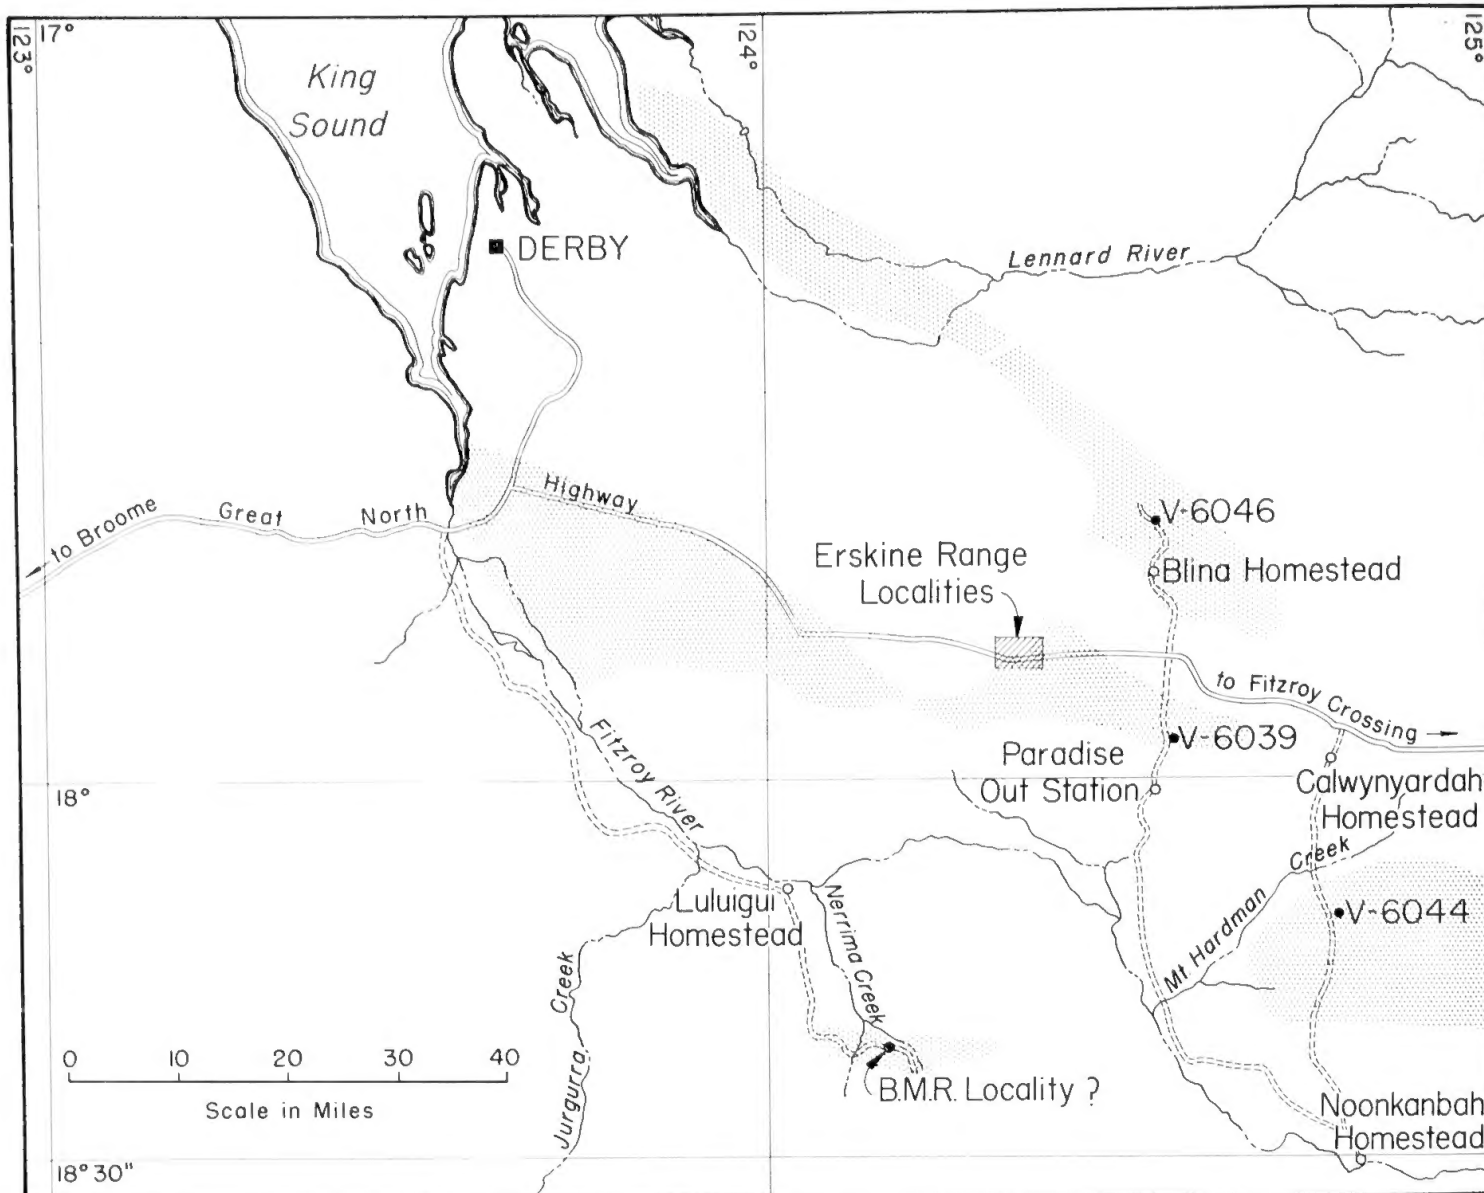 17°
123°
124°
125°
King
Sound
DERBY
Lennard River
to Broome
Great North Highway
V-6046
Blina Homestead
Erskine Range
Localities
to Fitzroy Crossing
V-6039
Paradise
Out Station
18°
Fitzroy River
Calwynyardah
Homestead
Luluigui
Homestead
Nerrima Creek
Mt Hardman Creek
V-6044
Jurgurra Creek
0 10 20 30 40
Scale in Miles
B.M.R. Locality ?
Noonkanbah
Homestead
18° 30"